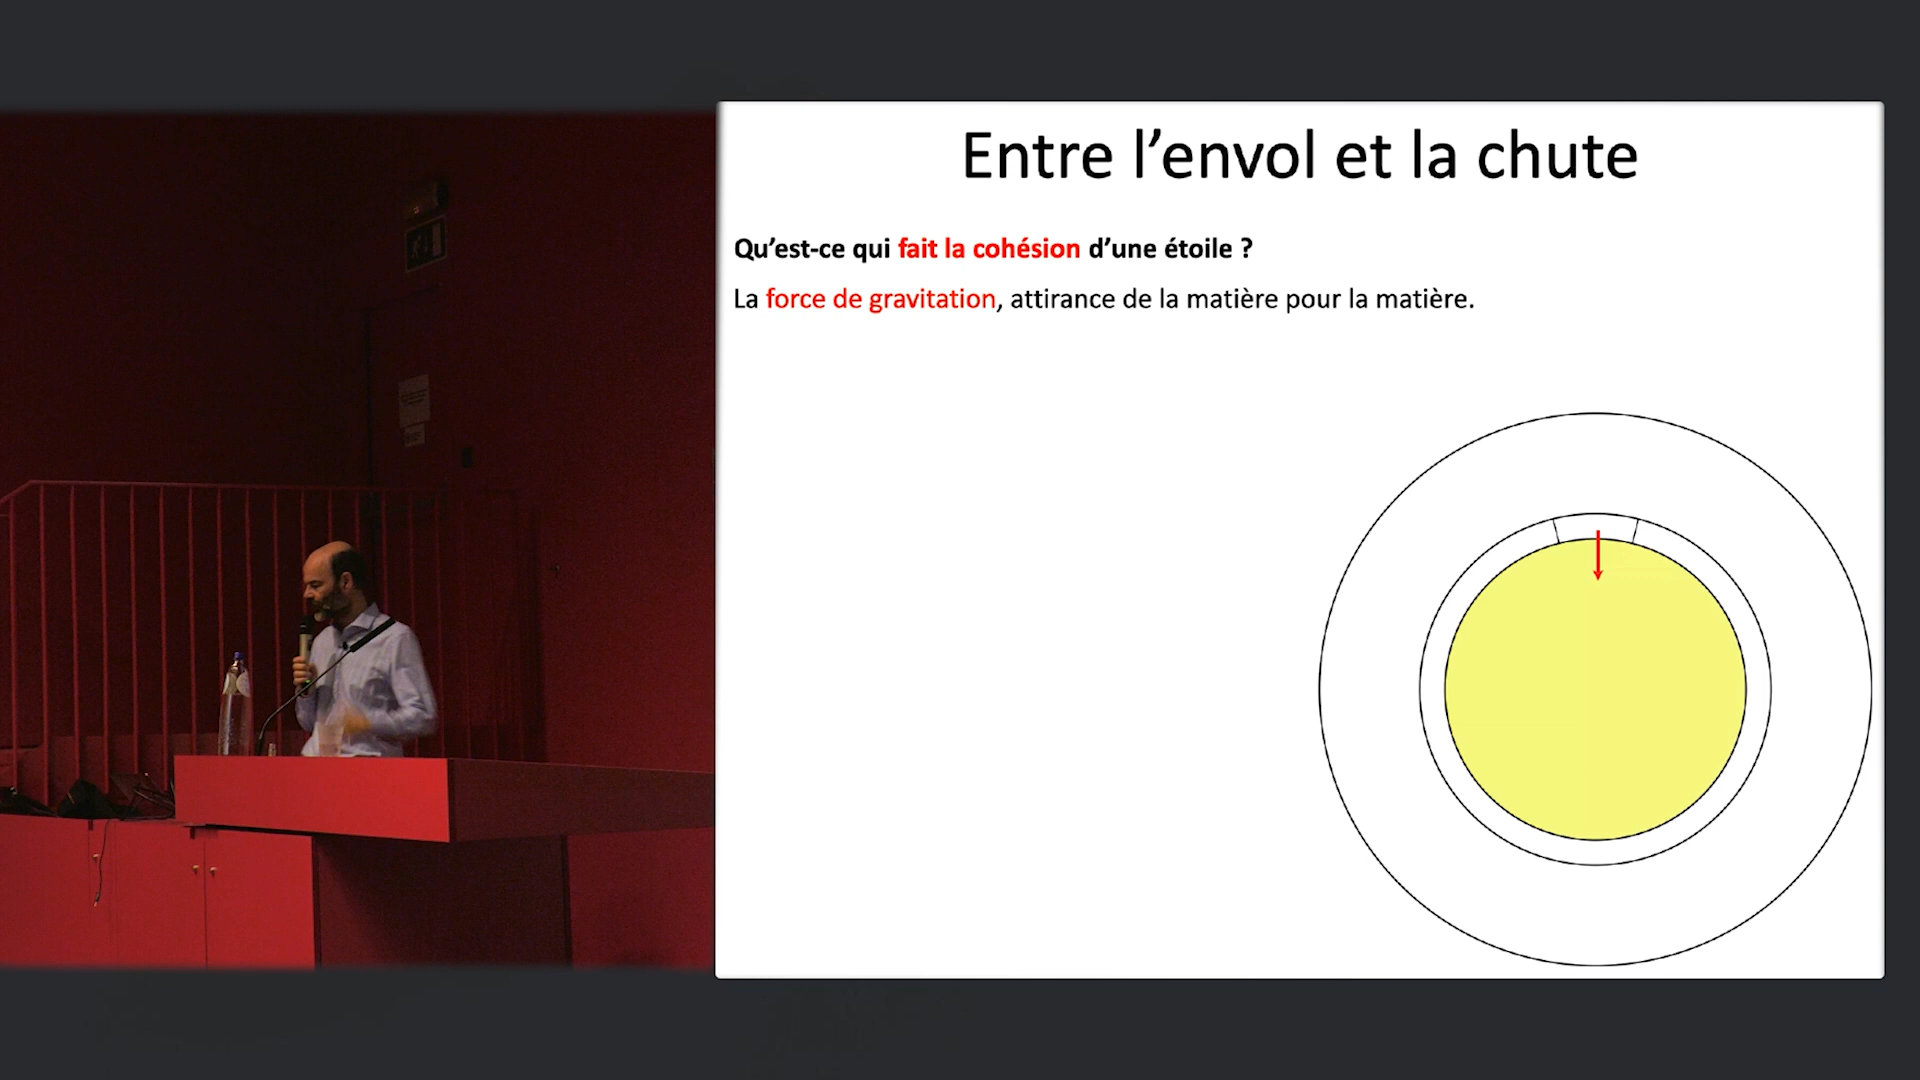 Entre l’envol et la chute
Qu’est-ce qui fait la cohésion d’une étoile ?
La force de gravitation, attirance de la matière pour la matière.